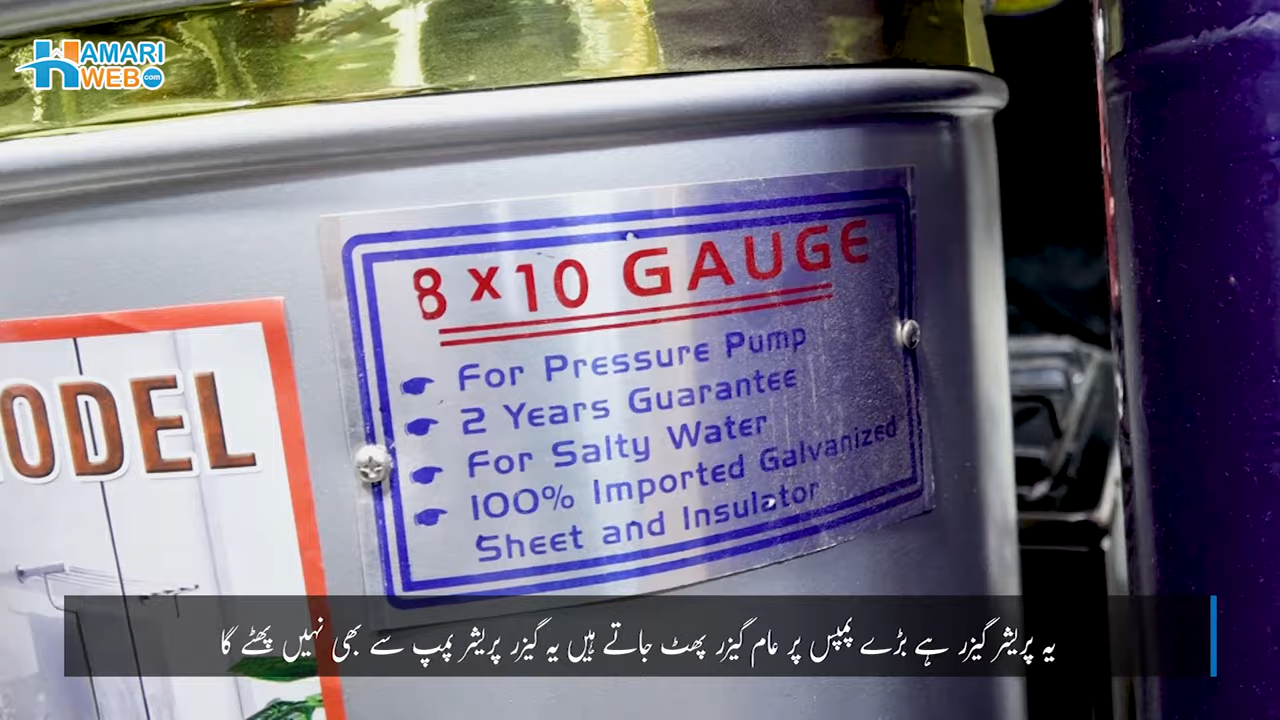 HAMARI
WEB.com
8 x 10 GAUGE
For Pressure Pump
2 Years Guarantee
For Salty Water
100% Imported Galvanized
Sheet and Insulator
ODEL
یہ پریشر گیزر ہے بڑے پمپس پر عام گیزر پھٹ جاتے ہیں یہ گیزر پریشر پمپ سے بھی نہیں پھٹے گا